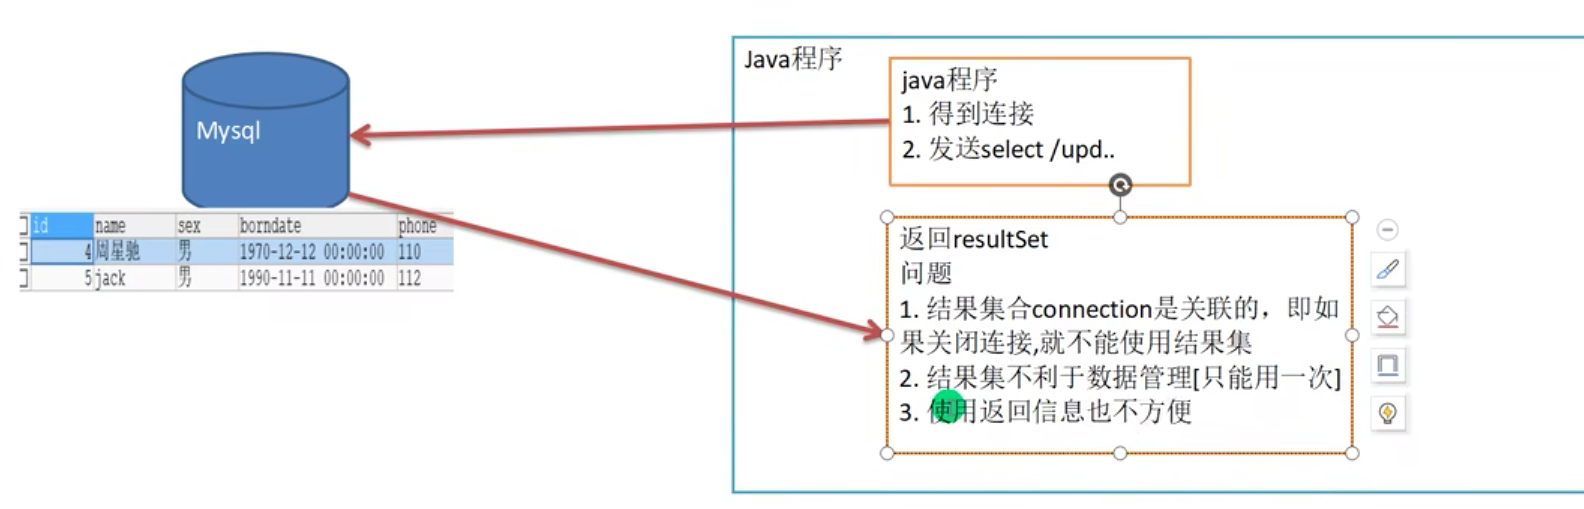 Java程序
java程序
1. 得到连接
2. 发送select /upd..
Mysql
id name sex borndate phone
4 周星驰 男 1970-12-12 00:00:00 110
5 jack 男 1990-11-11 00:00:00 112
返回resultSet
问题
1. 结果集合connection是关联的，即如
果关闭连接,就不能使用结果集
2. 结果集不利于数据管理[只能用一次]
3. 使用返回信息也不方便